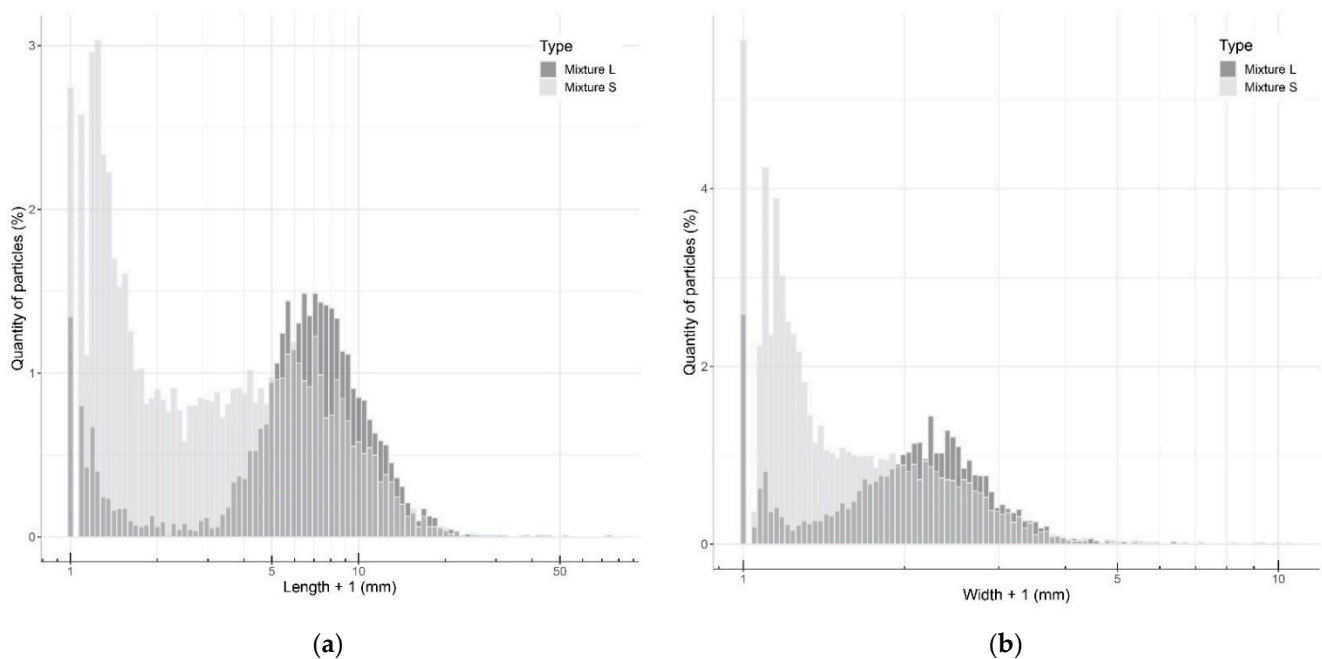 Type
Mixture L
Mixture S
3
2
1
0
Quantity of particles (%)
1
5
10
50
Length + 1 (mm)
(a)
Type
Mixture L
Mixture S
4
2
0
Quantity of particles (%)
1
5
10
Width + 1 (mm)
(b)